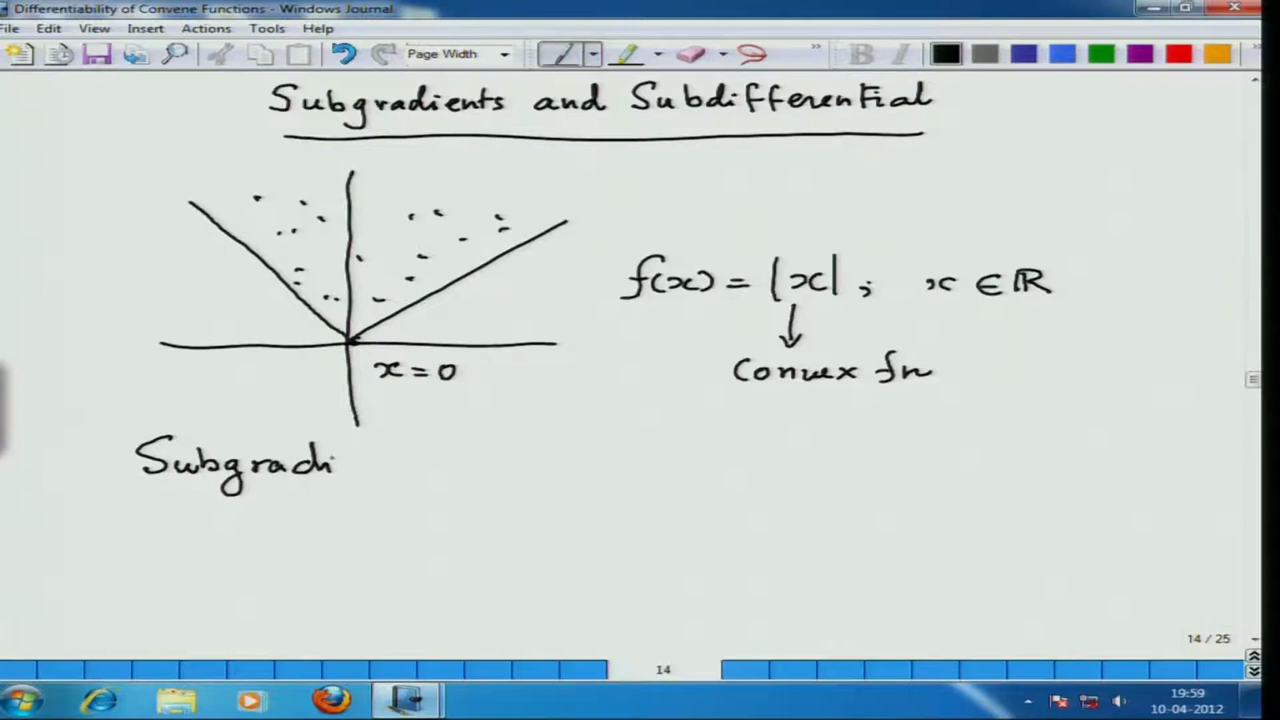 Differentiability of Convene Functions - Windows Journal
File Edit View Insert Actions Tools Help
Page Width B I
Subgradients and Subdifferential
f(x) = |x| ; x ∈ ℝ
x = 0
Convex fn
Subgradi
14 / 25
14
19:59
10-04-2012